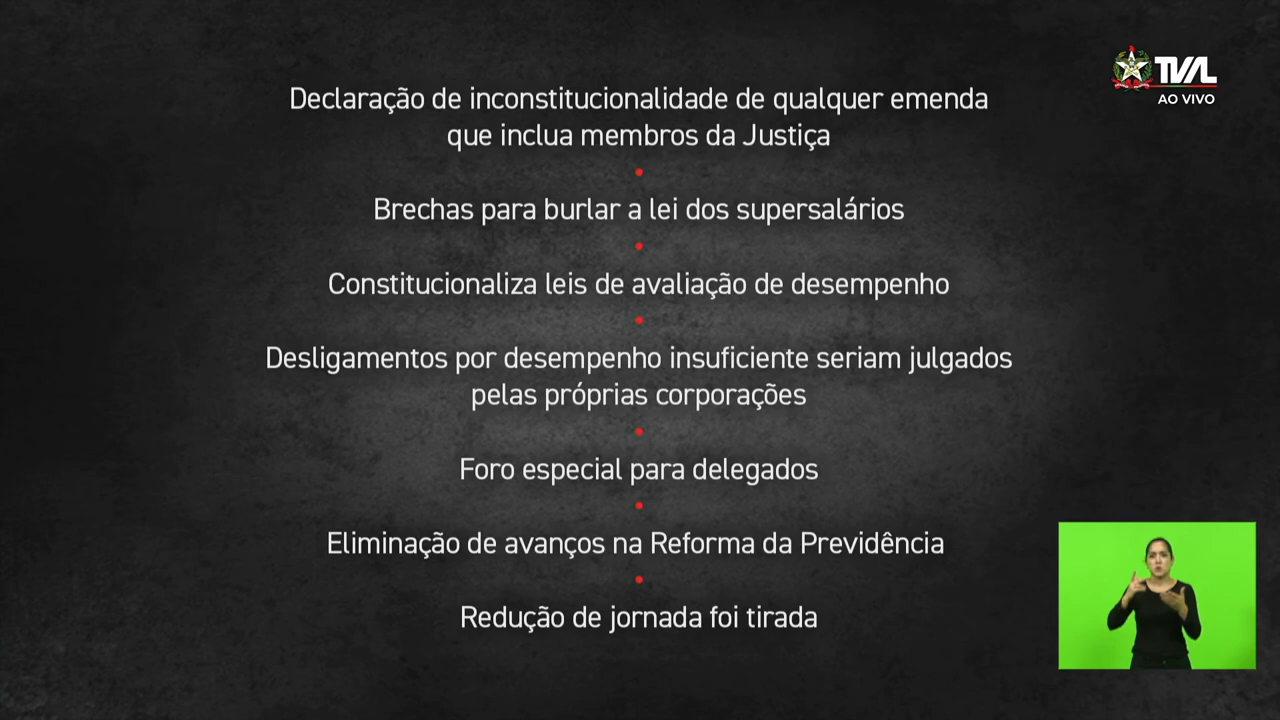 TVAL
AO VIVO
Declaração de inconstitucionalidade de qualquer emenda
que inclua membros da Justiça
Brechas para burlar a lei dos supersalários
Constitucionaliza leis de avaliação de desempenho
Desligamentos por desempenho insuficiente seriam julgados
pelas próprias corporações
Foro especial para delegados
Eliminação de avanços na Reforma da Previdência
Redução de jornada foi tirada